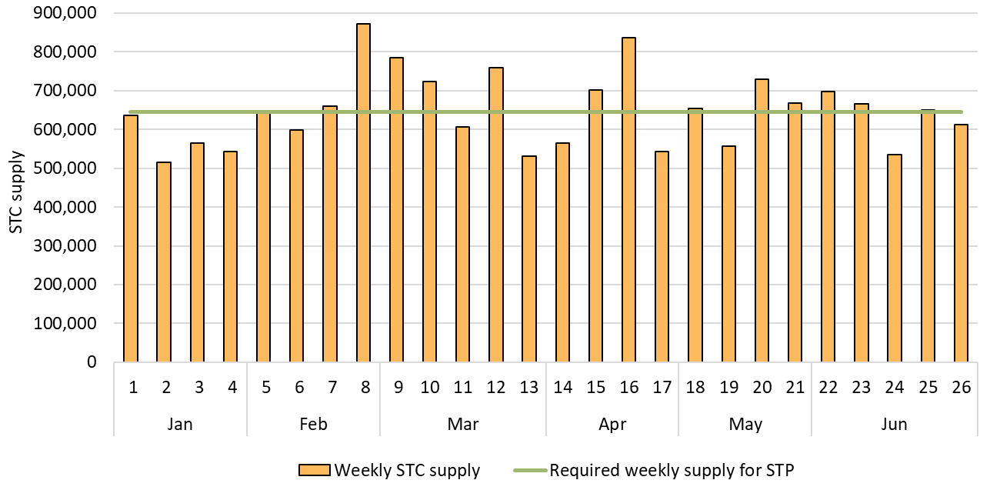 900,000
800,000
700,000
600,000
500,000
400,000
300,000
200,000
100,000
0
STC supply
1 2 3 4 5 6 7 8 9 10 11 12 13 14 15 16 17 18 19 20 21 22 23 24 25 26
Jan Feb Mar Apr May Jun
Weekly STC supply Required weekly supply for STP